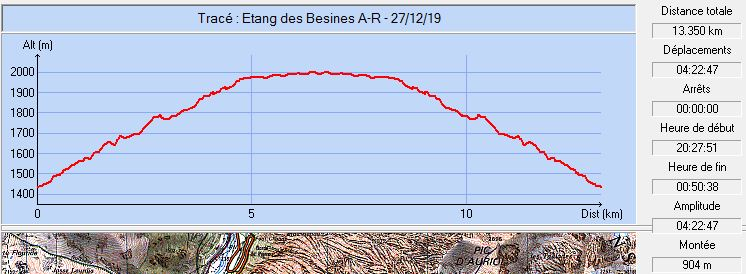 Tracé : Etang des Besines A-R - 27/12/19
Alt (m)
2000
1900
1800
1700
1600
1500
1400
0
5
10
Dist (km)
Distance totale
13.350 km
Déplacements
04:22:47
Arrêts
00:00:00
Heure de début
20:27:51
Heure de fin
00:50:38
Amplitude
04:22:47
Montée
904 m
PIC
D'AURIOL